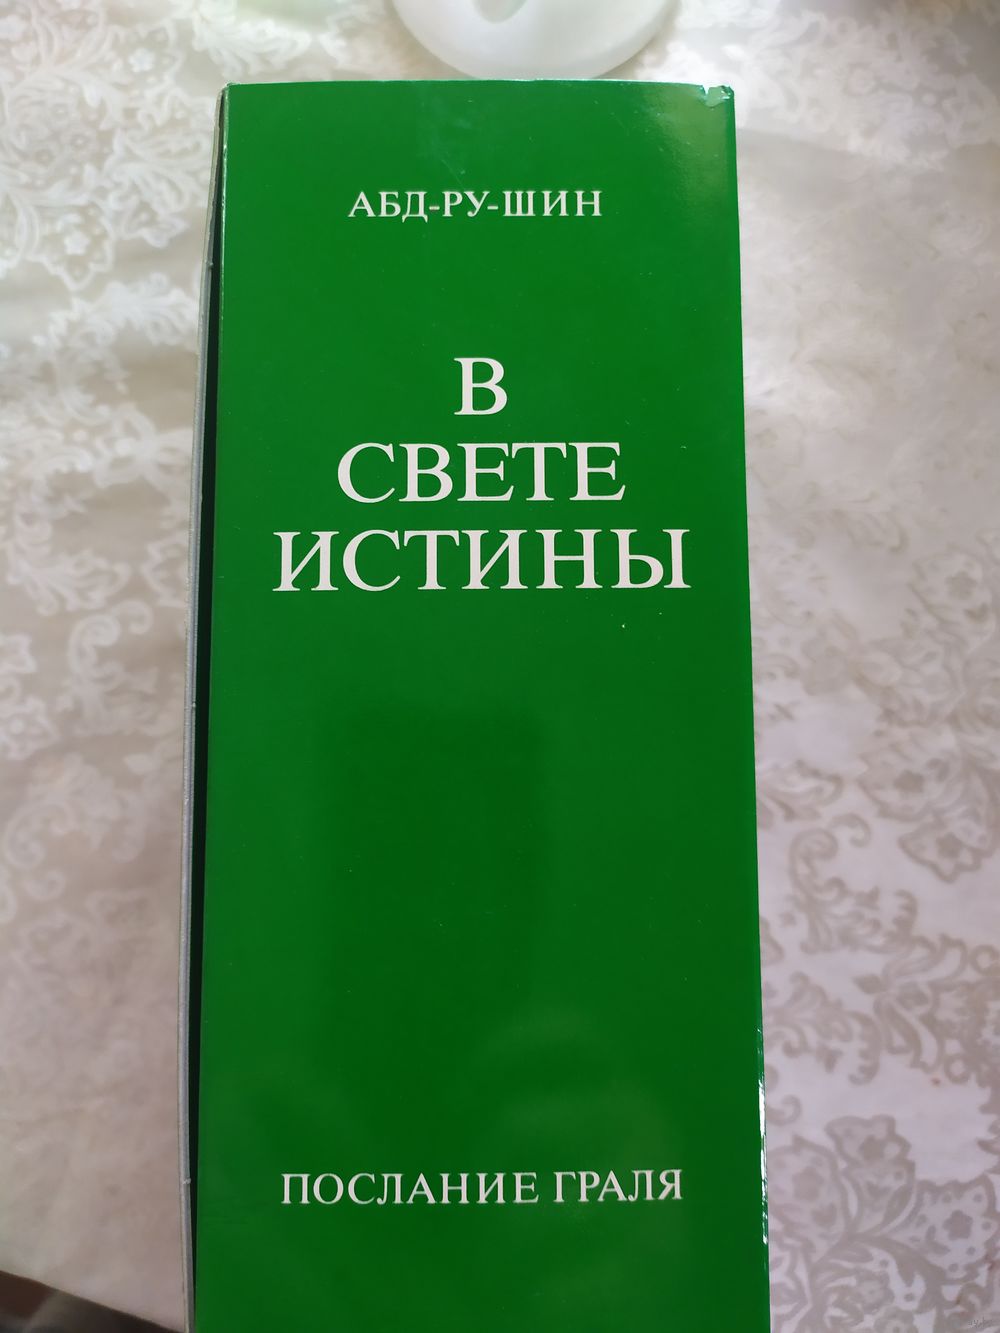 АБД-РУ-ШИН
В
СВЕТЕ
ИСТИНЫ
ПОСЛАНИЕ ГРАЛЯ